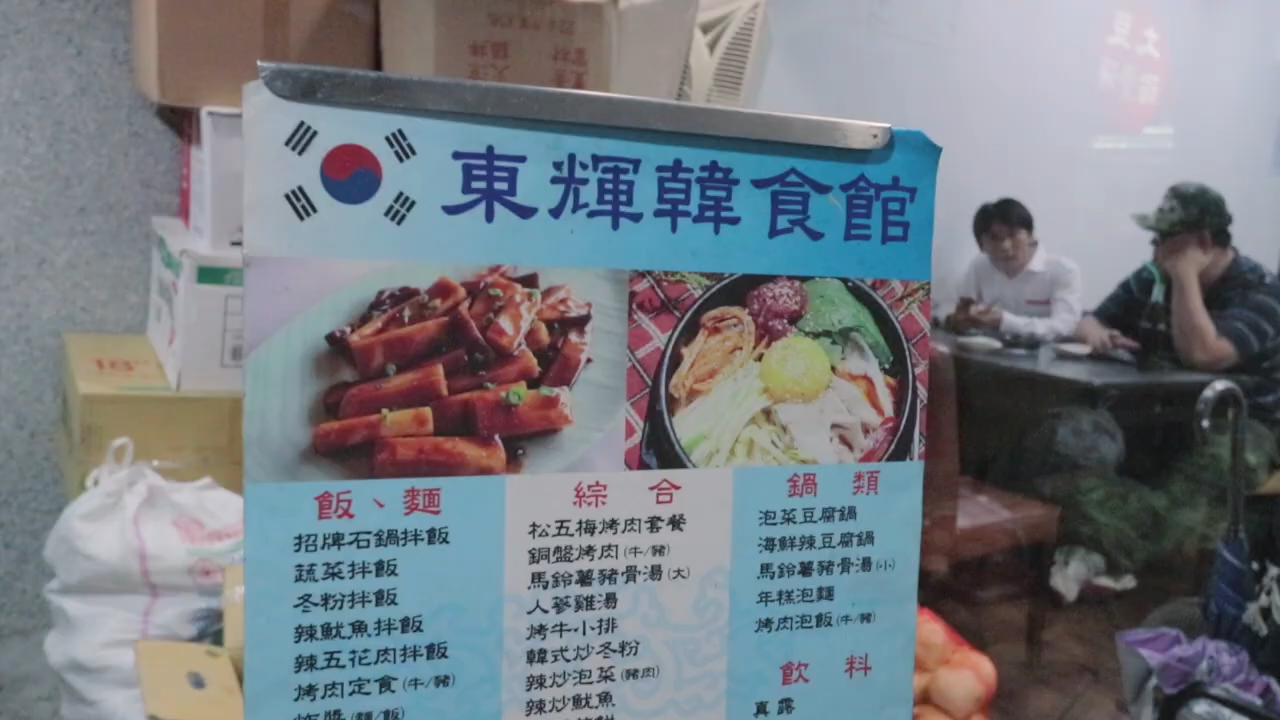 東輝韓食館
飯、麵
招牌石鍋拌飯
蔬菜拌飯
冬粉拌飯
辣魷魚拌飯
辣五花肉拌飯
烤肉定食(牛/豬)
綜合
松五梅烤肉套餐
銅盤烤肉(牛/豬)
馬鈴薯豬骨湯(大)
人蔘雞湯
烤牛小排
韓式炒冬粉
辣炒泡菜(豬肉)
辣炒魷魚
鍋類
泡菜豆腐鍋
海鮮辣豆腐鍋
馬鈴薯豬骨湯(小)
年糕泡麵
烤肉泡飯(牛/豬)
飲料
真露